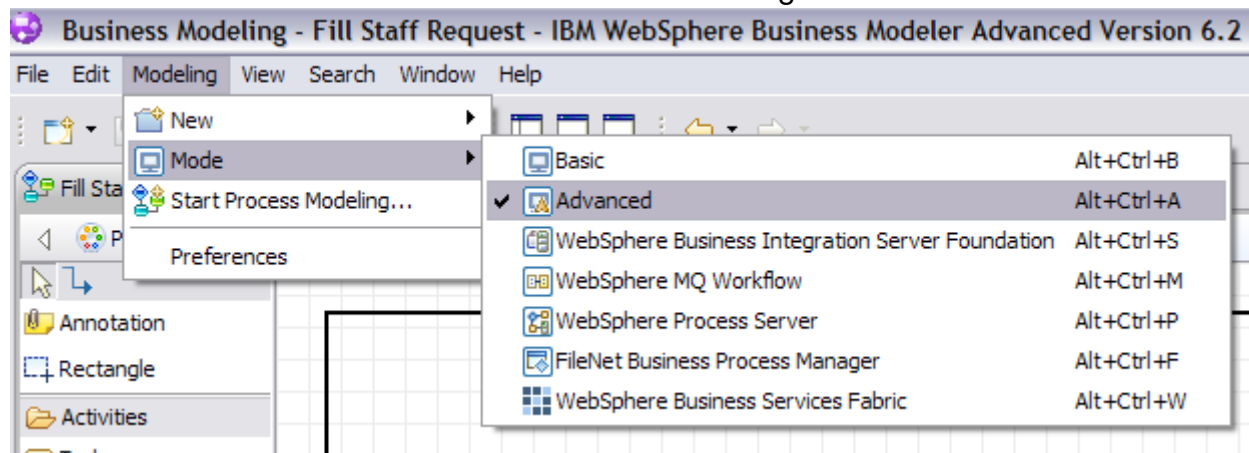 Business Modeling - Fill Staff Request - IBM WebSphere Business Modeler Advanced Version 6.2
File Edit Modeling View Search Window Help
New
Mode
Start Process Modeling...
Preferences
Basic Alt+Ctrl+B
Advanced Alt+Ctrl+A
WebSphere Business Integration Server Foundation Alt+Ctrl+S
WebSphere MQ Workflow Alt+Ctrl+M
WebSphere Process Server Alt+Ctrl+P
FileNet Business Process Manager Alt+Ctrl+F
WebSphere Business Services Fabric Alt+Ctrl+W
Fill Sta
P
Annotation
Rectangle
Activities